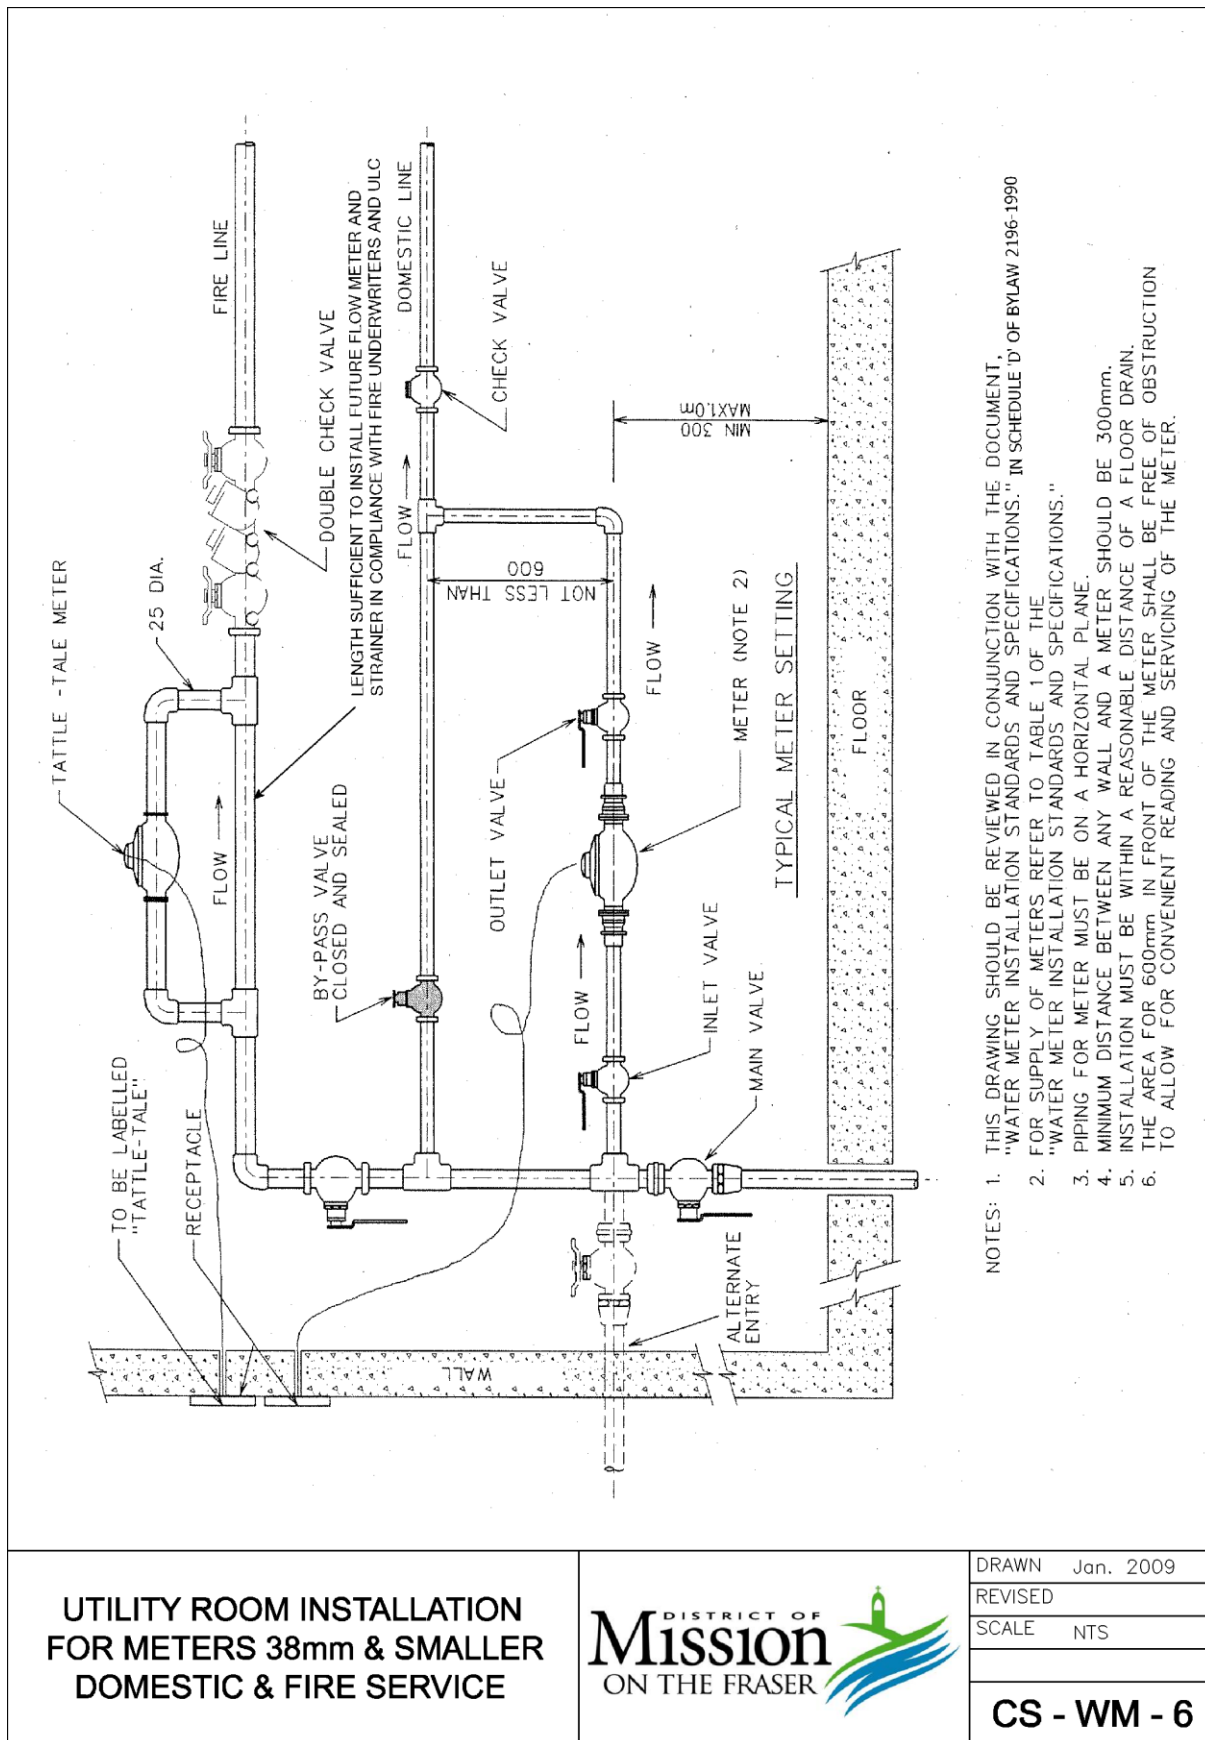 TATTLE -TALE METER
25 DIA.
FIRE LINE
TO BE LABELLED
"TATTLE-TALE"
RECEPTACLE
FLOW
DOUBLE CHECK VALVE
LENGTH SUFFICIENT TO INSTALL FUTURE FLOW METER AND
STRAINER IN COMPLIANCE WITH FIRE UNDERWRITERS AND ULC
BY-PASS VALVE
CLOSED AND SEALED
FLOW
DOMESTIC LINE
CHECK VALVE
OUTLET VALVE
NOT LESS THAN
600
FLOW
FLOW
METER (NOTE 2)
INLET VALVE
MAIN VALVE
MIN 300
MAX1.0m
TYPICAL METER SETTING
WALL
ALTERNATE
ENTRY
FLOOR
NOTES: 1. THIS DRAWING SHOULD BE REVIEWED IN CONJUNCTION WITH THE DOCUMENT,
"WATER METER INSTALLATION STANDARDS AND SPECIFICATIONS." IN SCHEDULE 'D' OF BYLAW 2196-1990
2. FOR SUPPLY OF METERS REFER TO TABLE 1 OF THE
"WATER METER INSTALLATION STANDARDS AND SPECIFICATIONS."
3. PIPING FOR METER MUST BE ON A HORIZONTAL PLANE.
4. MINIMUM DISTANCE BETWEEN ANY WALL AND A METER SHOULD BE 300mm.
5. INSTALLATION MUST BE WITHIN A REASONABLE DISTANCE OF A FLOOR DRAIN.
6. THE AREA FOR 600mm IN FRONT OF THE METER SHALL BE FREE OF OBSTRUCTION
TO ALLOW FOR CONVENIENT READING AND SERVICING OF THE METER.
UTILITY ROOM INSTALLATION
FOR METERS 38mm & SMALLER
DOMESTIC & FIRE SERVICE
DISTRICT OF
Mission
ON THE FRASER
DRAWN Jan. 2009
REVISED
SCALE NTS
CS - WM - 6